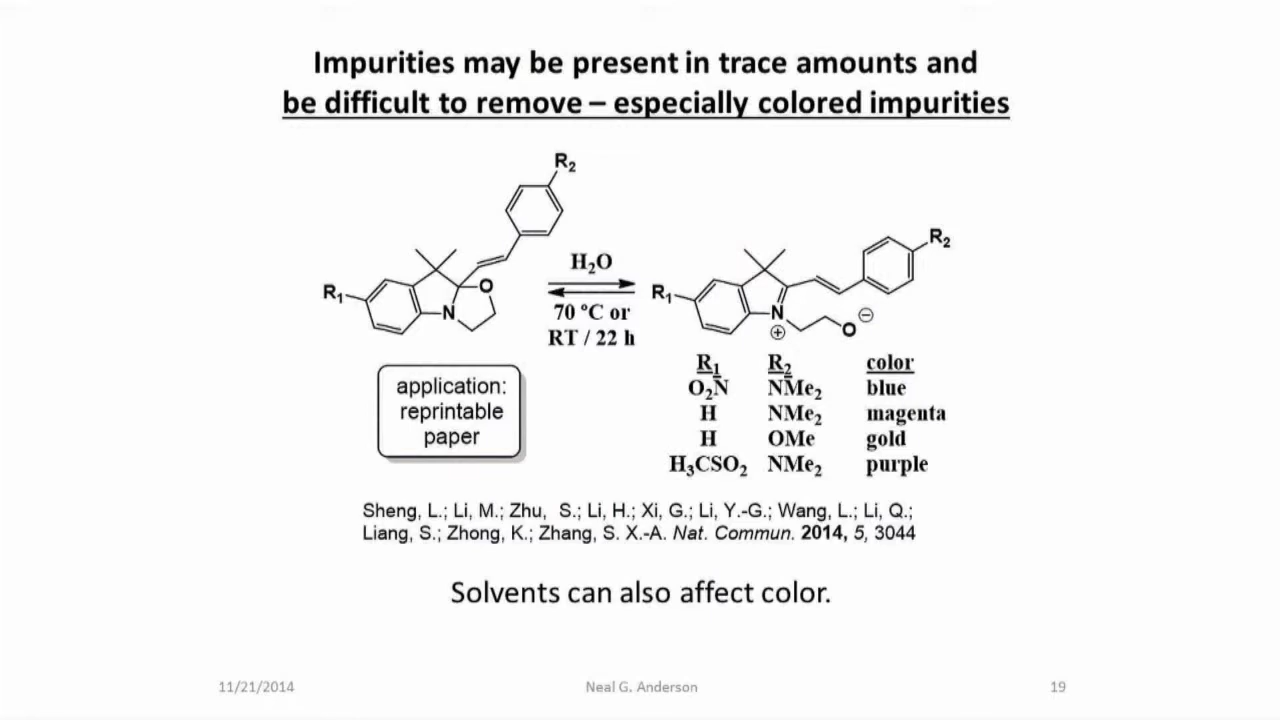 Impurities may be present in trace amounts and
be difficult to remove – especially colored impurities
R2
R1
O
N
H2O
70 ºC or
RT / 22 h
R2
R1
N
⊕
O
⊖
application:
reprintable
paper
R1 R2 color
O2N NMe2 blue
H NMe2 magenta
H OMe gold
H3CSO2 NMe2 purple
Sheng, L.; Li, M.; Zhu, S.; Li, H.; Xi, G.; Li, Y.-G.; Wang, L.; Li, Q.;
Liang, S.; Zhong, K.; Zhang, S. X.-A. Nat. Commun. 2014, 5, 3044
Solvents can also affect color.
11/21/2014 Neal G. Anderson 19